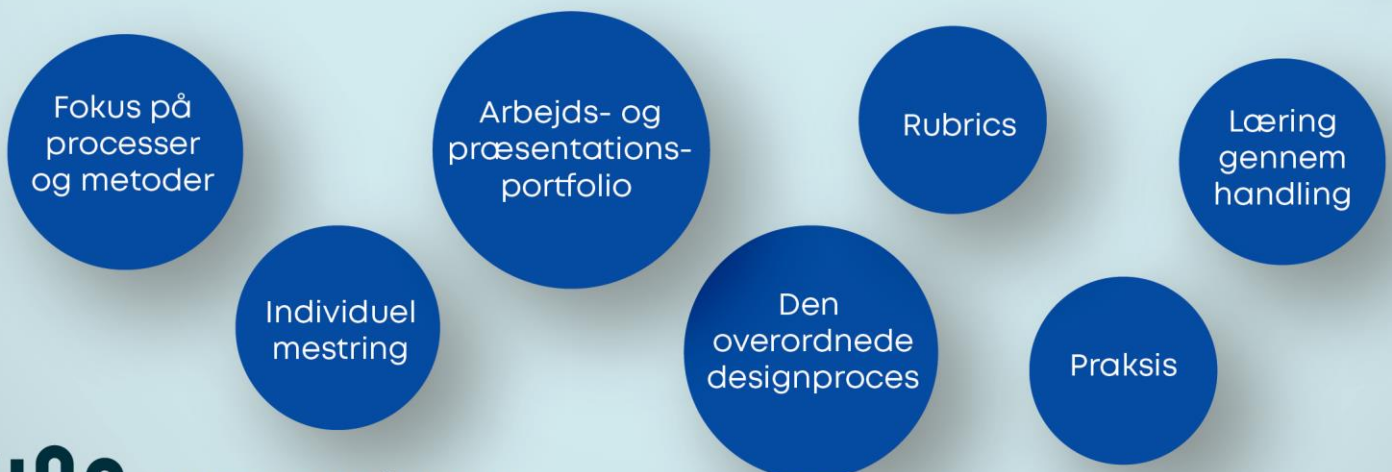 Fokus på
processer
og metoder
Individuel
mestring
Arbejds- og
præsentations-
portfolio
Den
overordnede
designproces
Rubrics
Praksis
Læring
gennem
handling